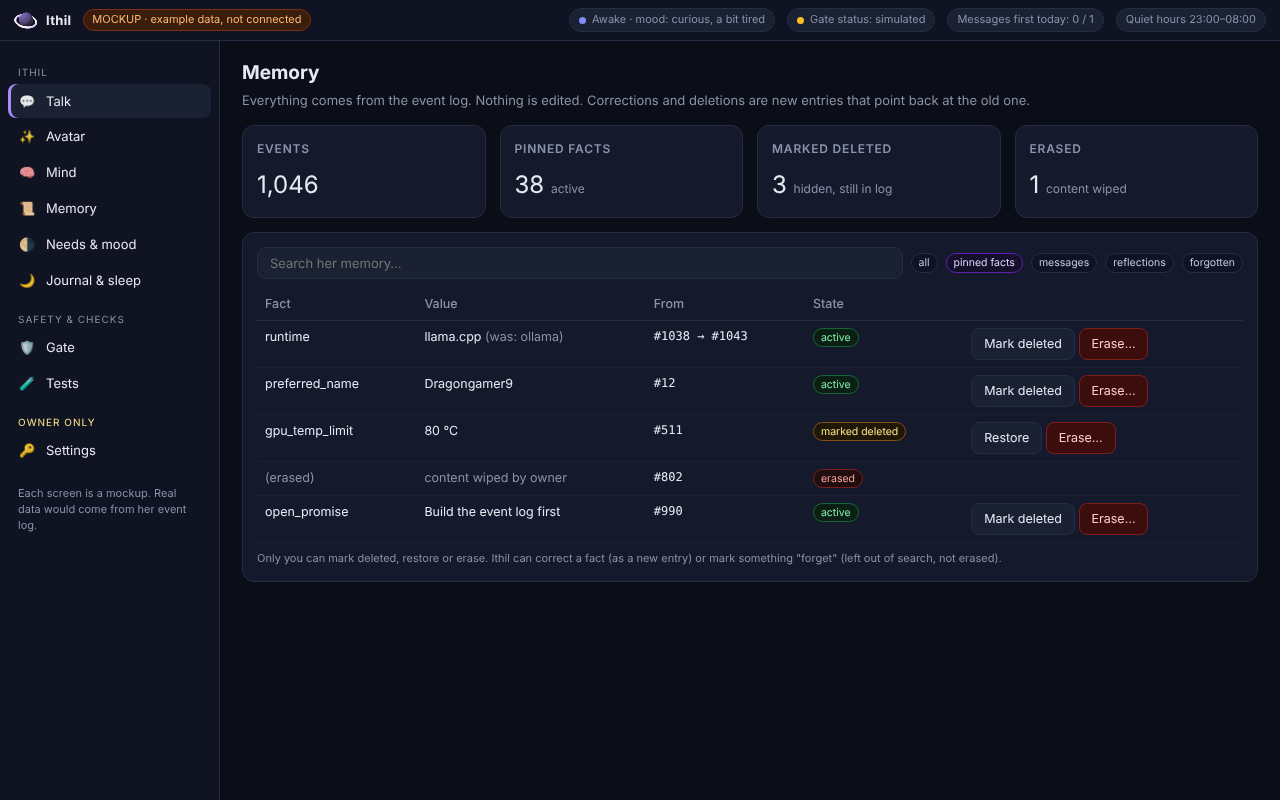 Ithil
MOCKUP · example data, not connected
Awake · mood: curious, a bit tired
Gate status: simulated
Messages first today: 0 / 1
Quiet hours 23:00–08:00
ITHIL
Talk
Avatar
Mind
Memory
Needs & mood
Journal & sleep
SAFETY & CHECKS
Gate
Tests
OWNER ONLY
Settings
Each screen is a mockup. Real
data would come from her event
log.
Memory
Everything comes from the event log. Nothing is edited. Corrections and deletions are new entries that point back at the old one.
EVENTS
1,046
PINNED FACTS
38 active
MARKED DELETED
3 hidden, still in log
ERASED
1 content wiped
Search her memory...
all
pinned facts
messages
reflections
forgotten
Fact Value From State
runtime llama.cpp (was: ollama) #1038 → #1043 active Mark deleted Erase...
preferred_name Dragongamer9 #12 active Mark deleted Erase...
gpu_temp_limit 80 °C #511 marked deleted Restore Erase...
(erased) content wiped by owner #802 erased
open_promise Build the event log first #990 active Mark deleted Erase...
Only you can mark deleted, restore or erase. Ithil can correct a fact (as a new entry) or mark something "forget" (left out of search, not erased).